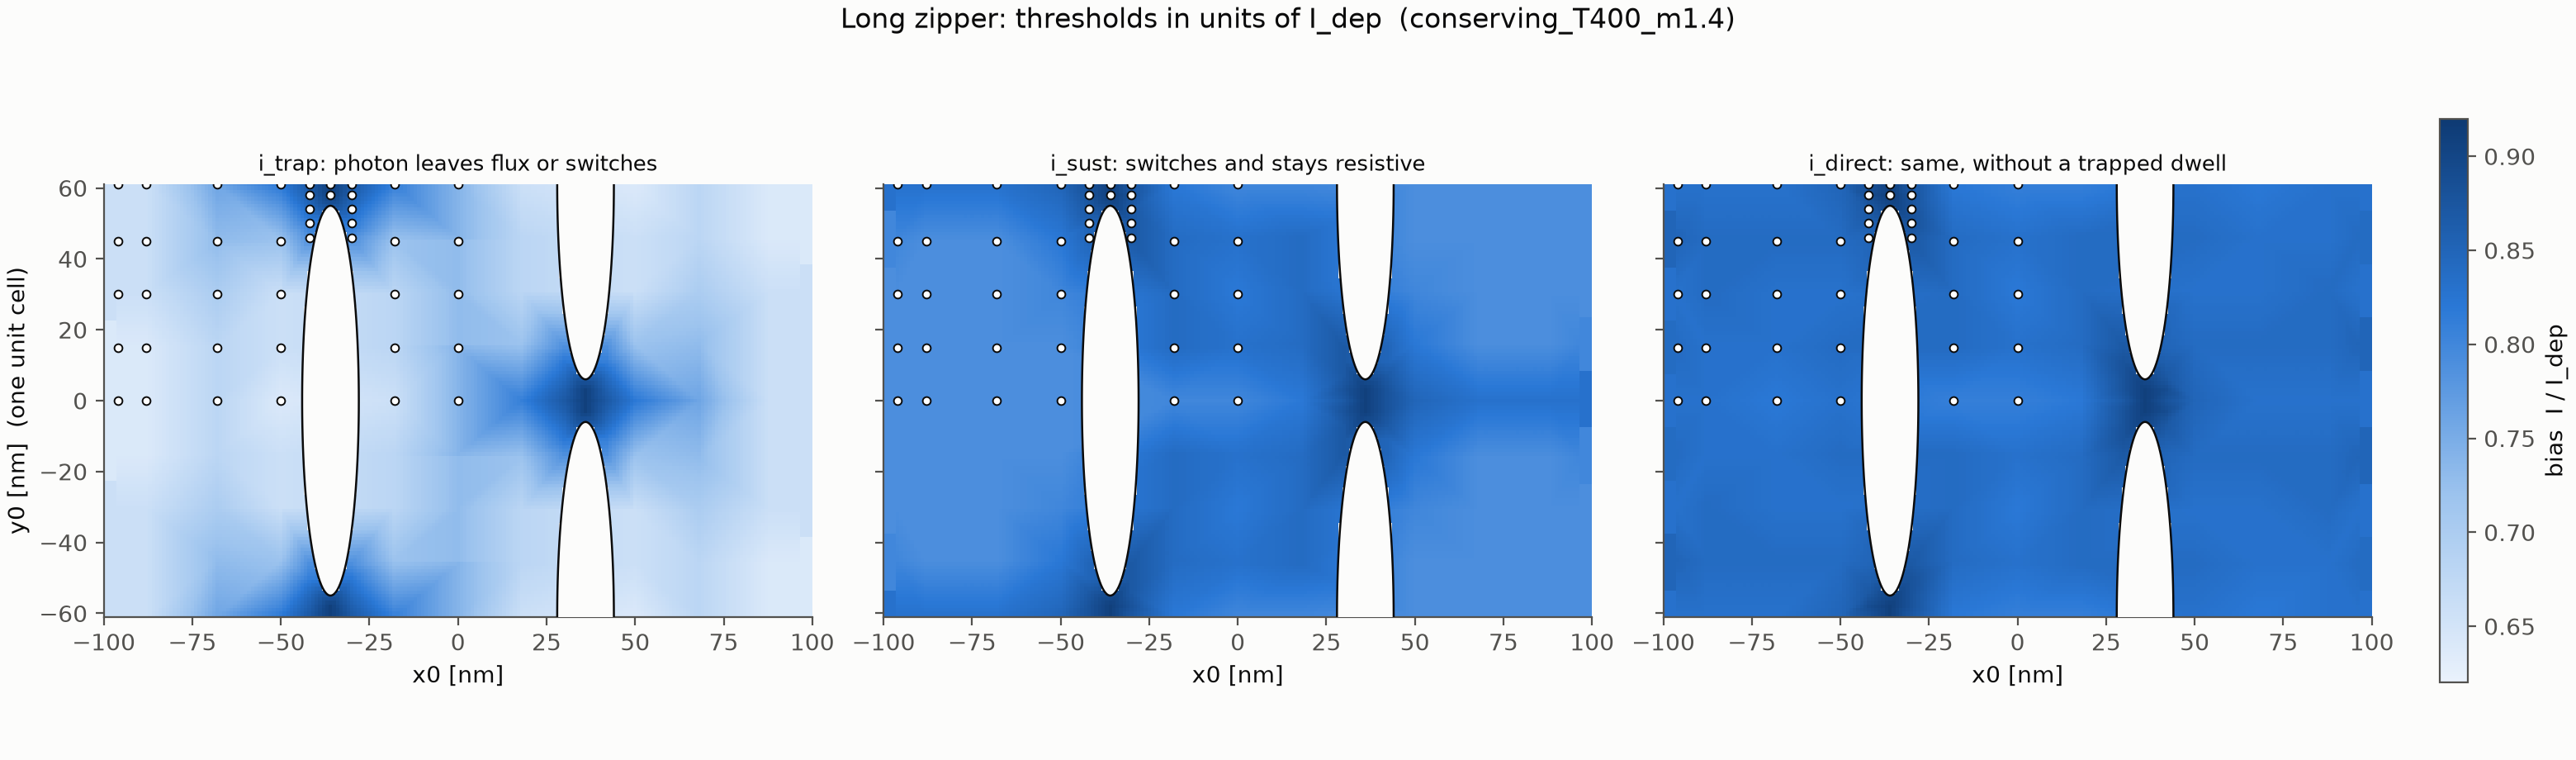 Long zipper: thresholds in units of I_dep  (conserving_T400_m1.4)
i_trap: photon leaves flux or switches
i_sust: switches and stays resistive
i_direct: same, without a trapped dwell
y0 [nm]  (one unit cell)
60
40
20
0
−20
−40
−60
−100 −75 −50 −25 0 25 50 75 100
x0 [nm]
−100 −75 −50 −25 0 25 50 75 100
x0 [nm]
−100 −75 −50 −25 0 25 50 75 100
x0 [nm]
0.90
0.85
0.80
0.75
0.70
0.65
bias  I / I_dep